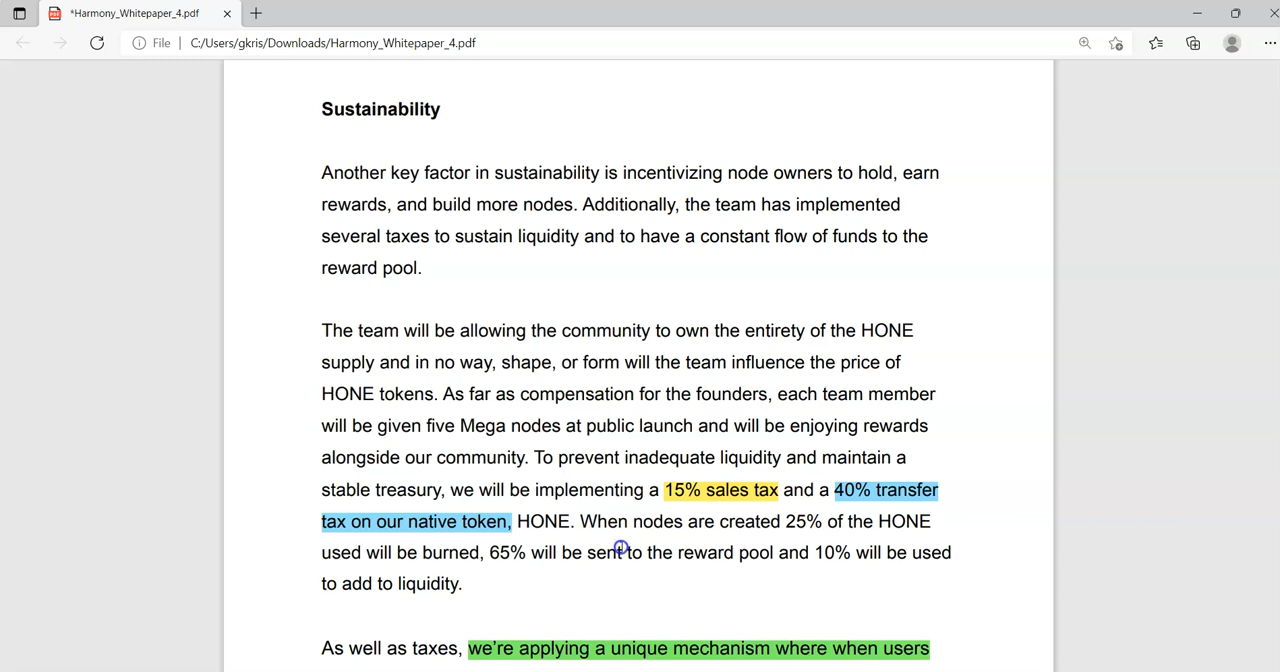 *Harmony_Whitepaper_4.pdf
File | C:/Users/gkris/Downloads/Harmony_Whitepaper_4.pdf
Sustainability
Another key factor in sustainability is incentivizing node owners to hold, earn
rewards, and build more nodes. Additionally, the team has implemented
several taxes to sustain liquidity and to have a constant flow of funds to the
reward pool.
The team will be allowing the community to own the entirety of the HONE
supply and in no way, shape, or form will the team influence the price of
HONE tokens. As far as compensation for the founders, each team member
will be given five Mega nodes at public launch and will be enjoying rewards
alongside our community. To prevent inadequate liquidity and maintain a
stable treasury, we will be implementing a 15% sales tax and a 40% transfer
tax on our native token, HONE. When nodes are created 25% of the HONE
used will be burned, 65% will be sent to the reward pool and 10% will be used
to add to liquidity.
As well as taxes, we're applying a unique mechanism where when users